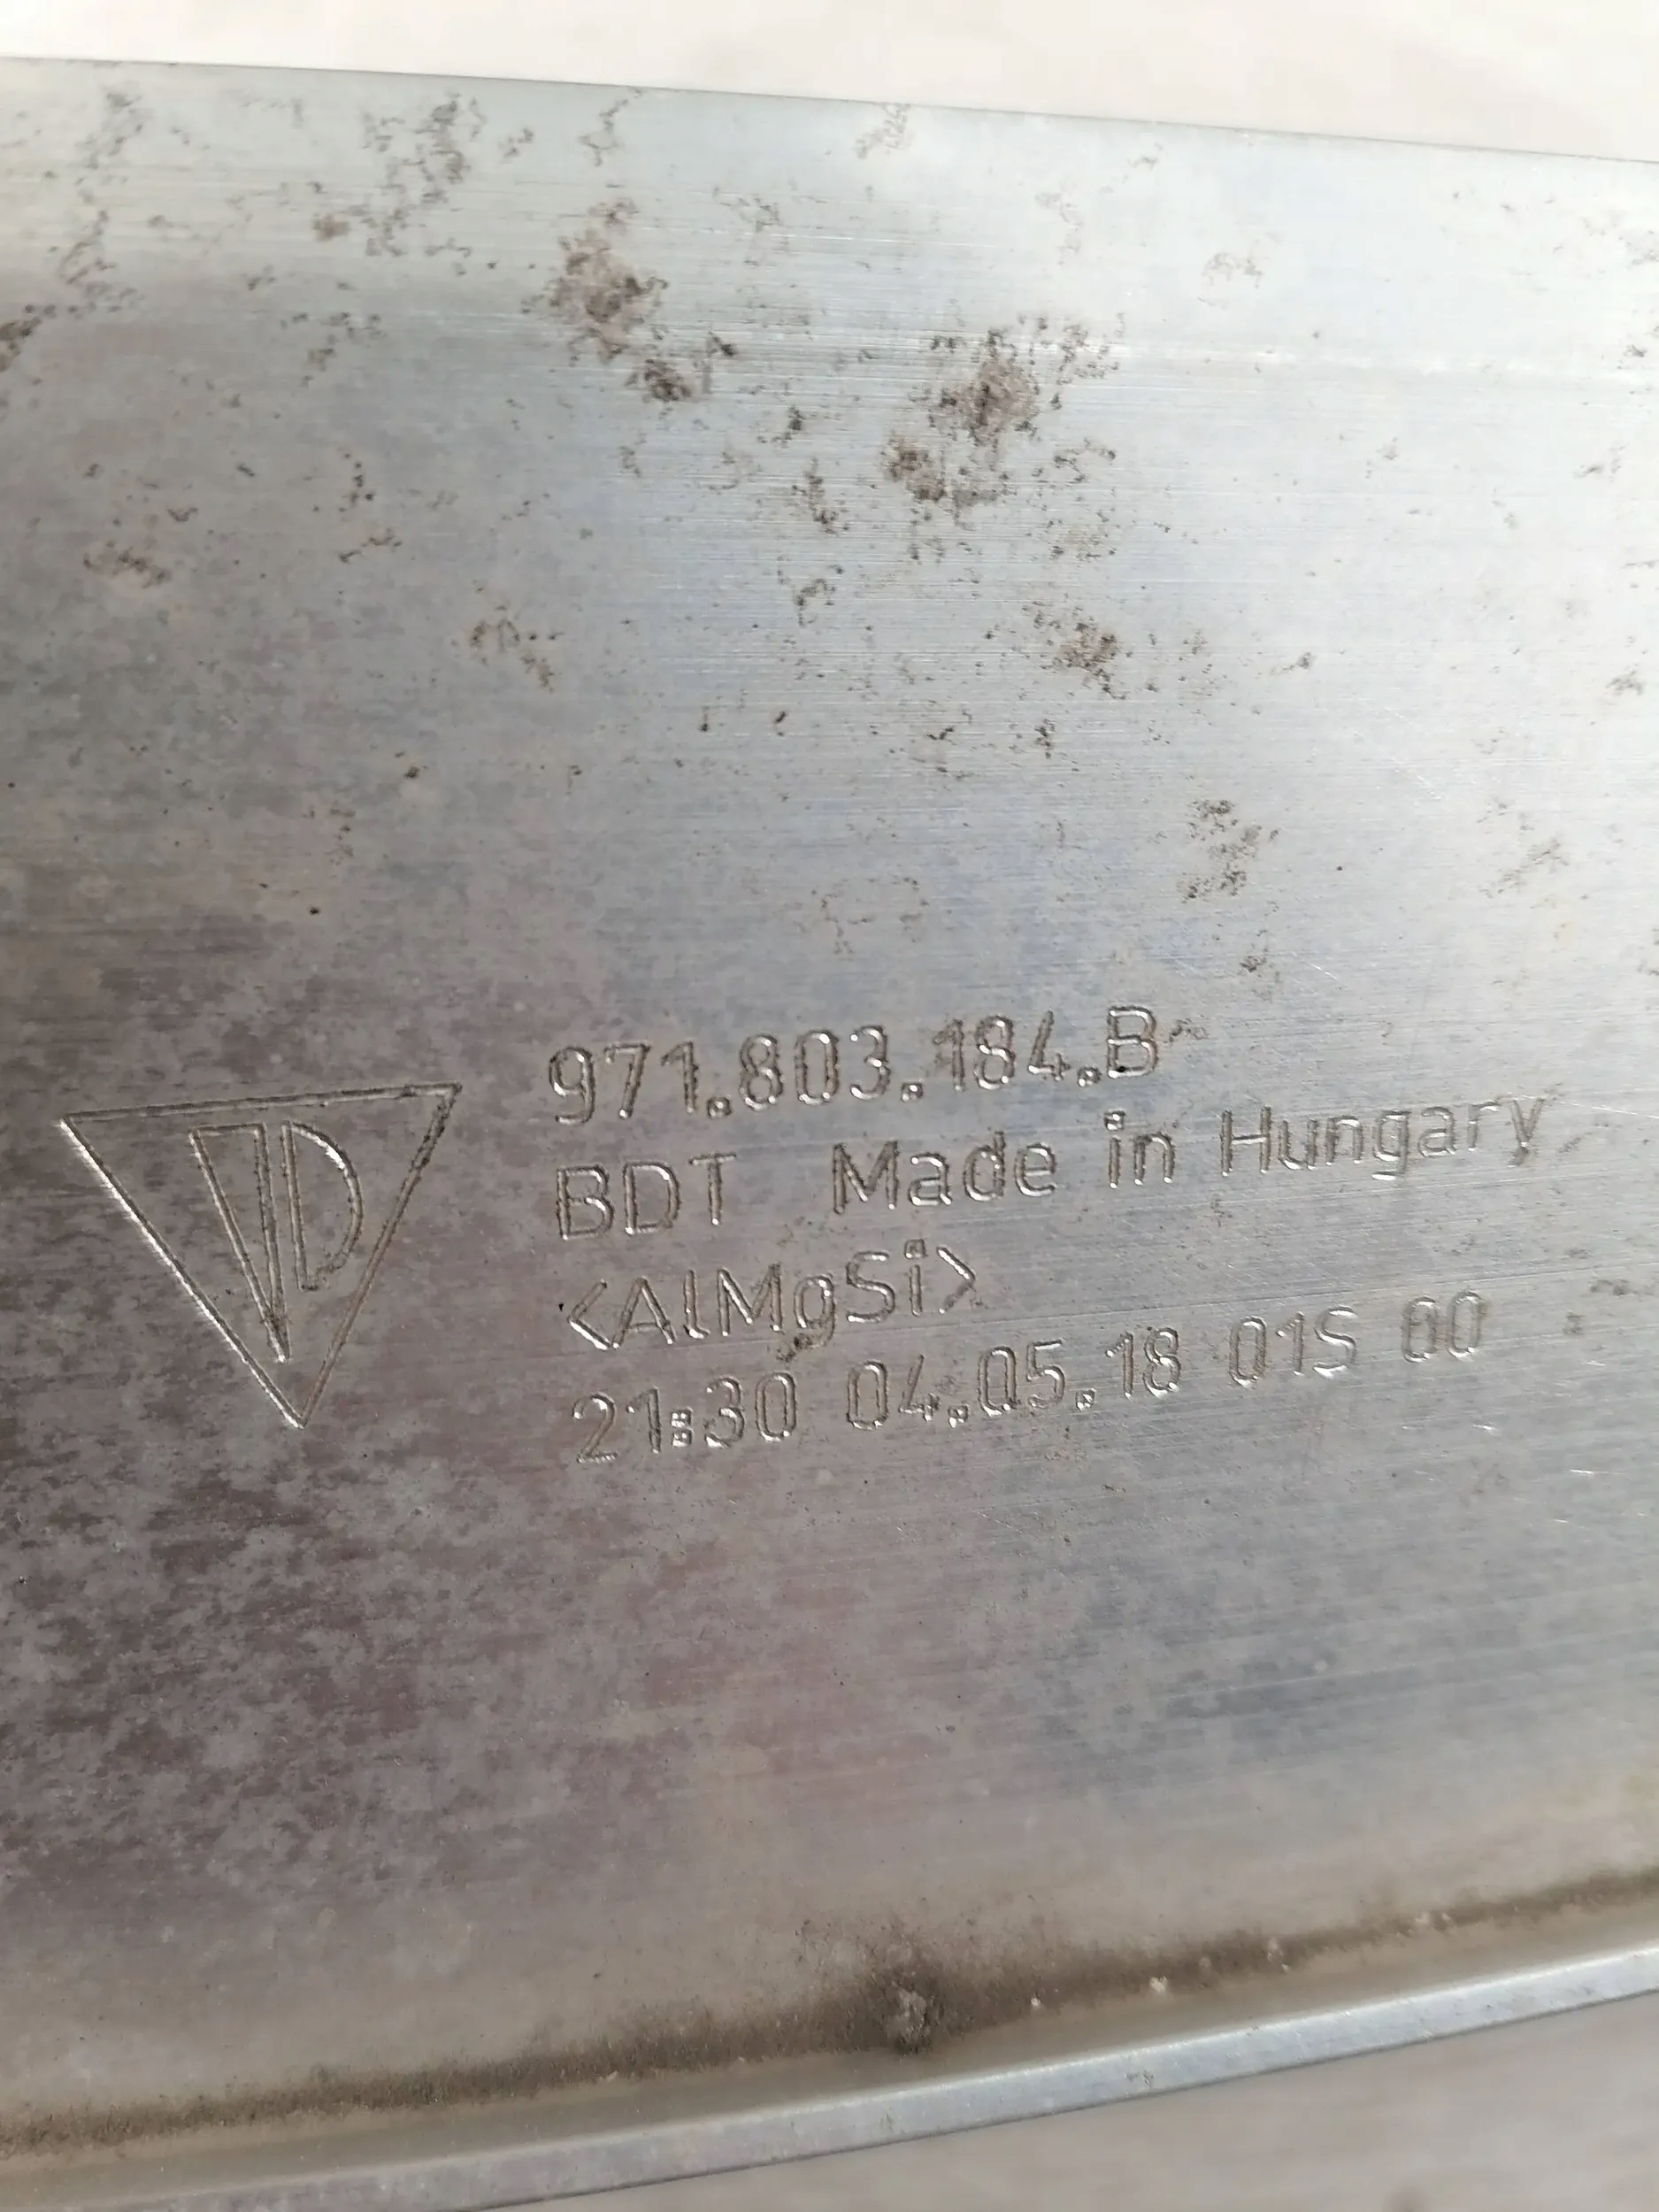 971.803.184.B
BDT Made in Hungary
<AlMgSi>
21:30 04.05.18 01S 00